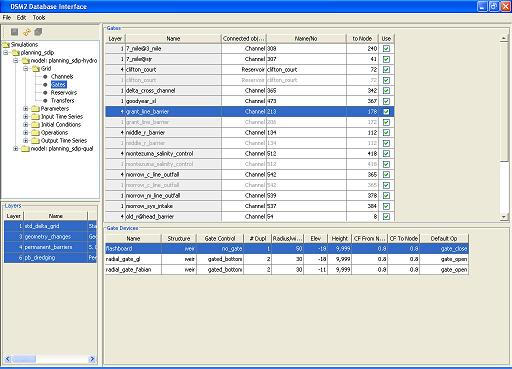 DSM2 Database Interface
File Edit Tools
Simulations
planning_sdip
model: planning_sdip-hydro
Grid
Channels
Gates
Reservoirs
Transfers
Parameters
Input Time Series
Initial Conditions
Operations
Output Time Series
model: planning_sdip-qual
Layers
Layer Name
1 std_delta_grid Sta
3 geometry_changes Ge
4 permanent_barriers S. D
6 pb_dredging Per
Gates
Layer Name Connected obj... Name/No to Node Use
1 7_mile@3_mile Channel 308 240
1 7_mile@sjr Channel 307 41
4 clifton_court Reservoir clifton_court 72
1 clifton_court Reservoir clifton_court 72
1 delta_cross_channel Channel 365 342
1 goodyear_sl Channel 473 367
4 grant_line_barrier Channel 213 178
1 grant_line_barrier Channel 206 172
4 middle_r_barrier Channel 134 112
1 middle_r_barrier Channel 134 112
4 montezuma_salinity_control Channel 512 418
1 montezuma_salinity_control Channel 512 418
4 morrow_c_line_outfall Channel 542 365
1 morrow_c_line_outfall Channel 542 365
1 morrow_m_line_outfall Channel 539 378
1 morrow_sys_intake Channel 537 384
4 old_r@head_barrier Channel 54 8
Gate Devices
Name Structure Gate Control # Dupl Radius/wi... Elev Height CF From N... CF To Node Default Op
flashboard weir no_gate 1 50 -18 9,999 0.8 0.8 gate_close
radial_gate_gl weir gated_bottom 2 30 -18 9,999 0.8 0.8 gate_open
radial_gate_fabian weir gated_bottom 2 30 -11 9,999 0.8 0.8 gate_open